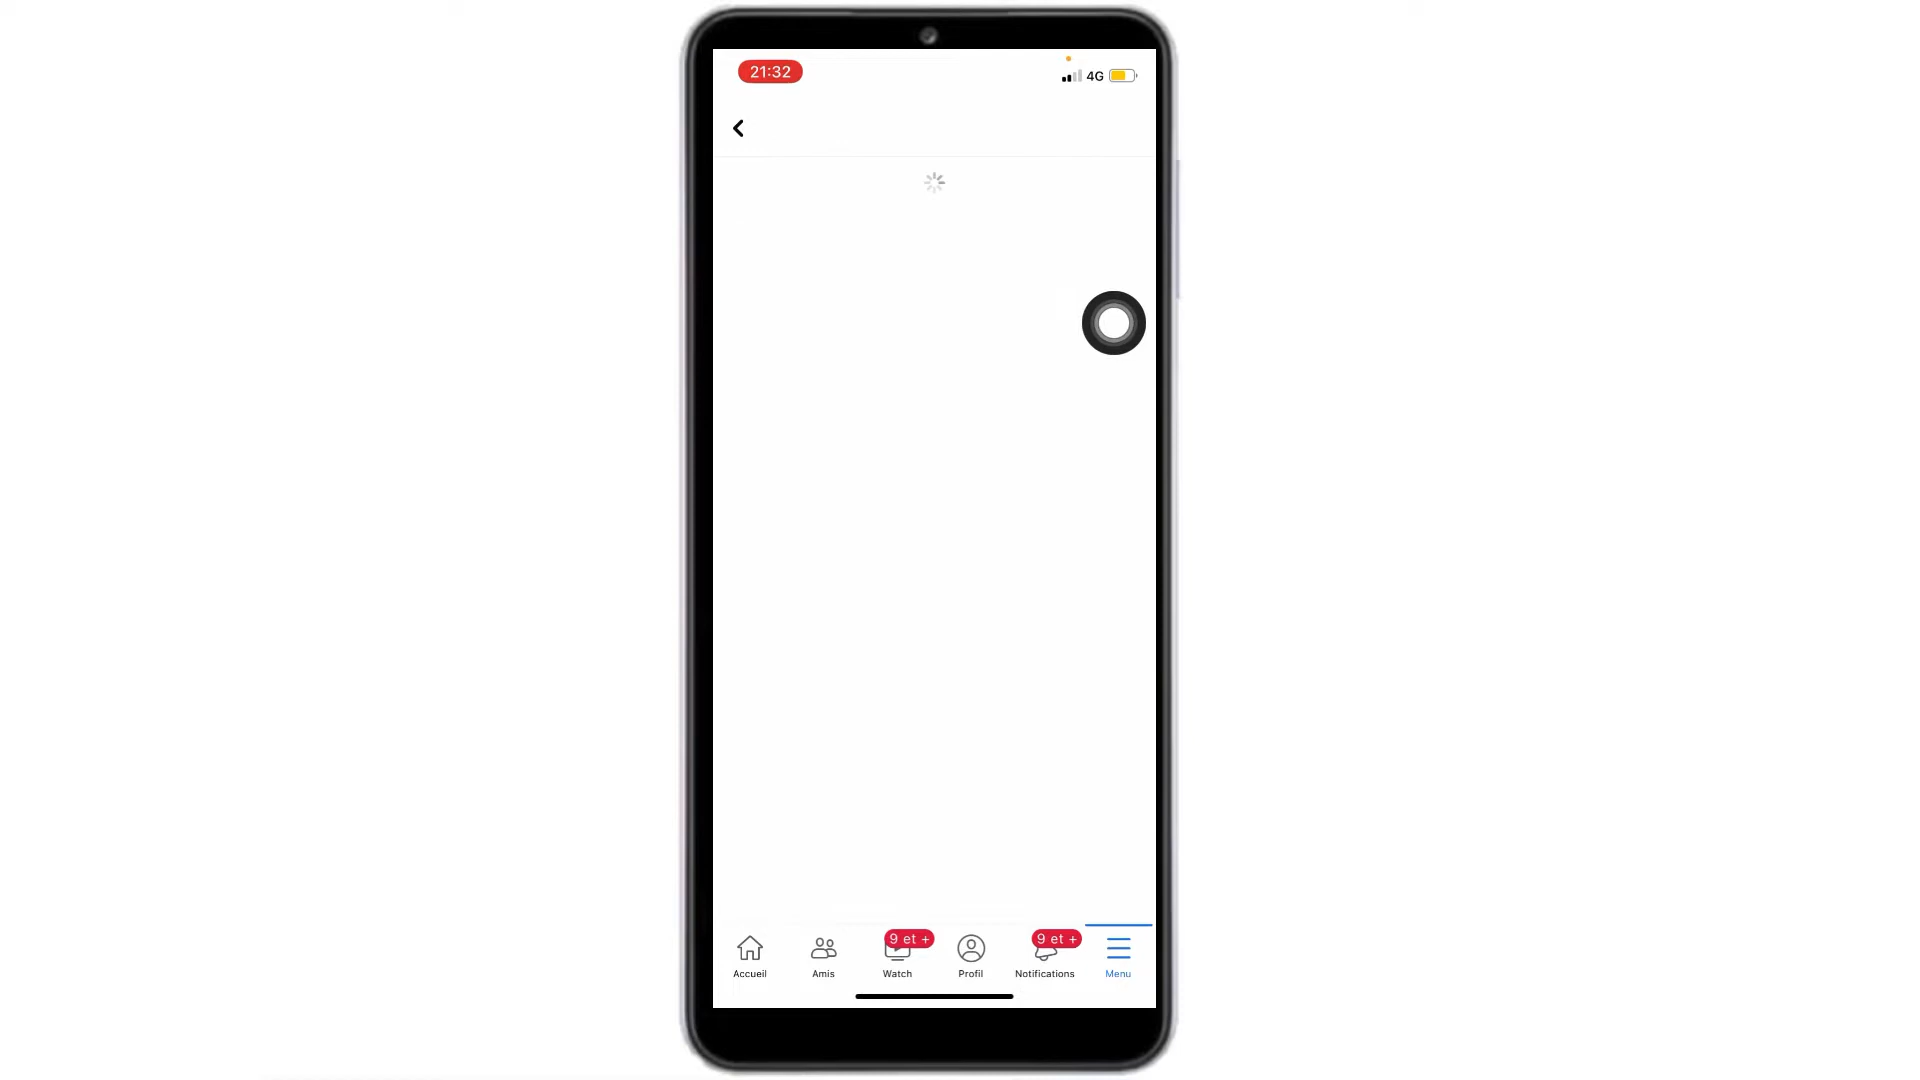 21:32
4G
9 et +
9 et +
Accueil
Amis
Watch
Profil
Notifications
Menu